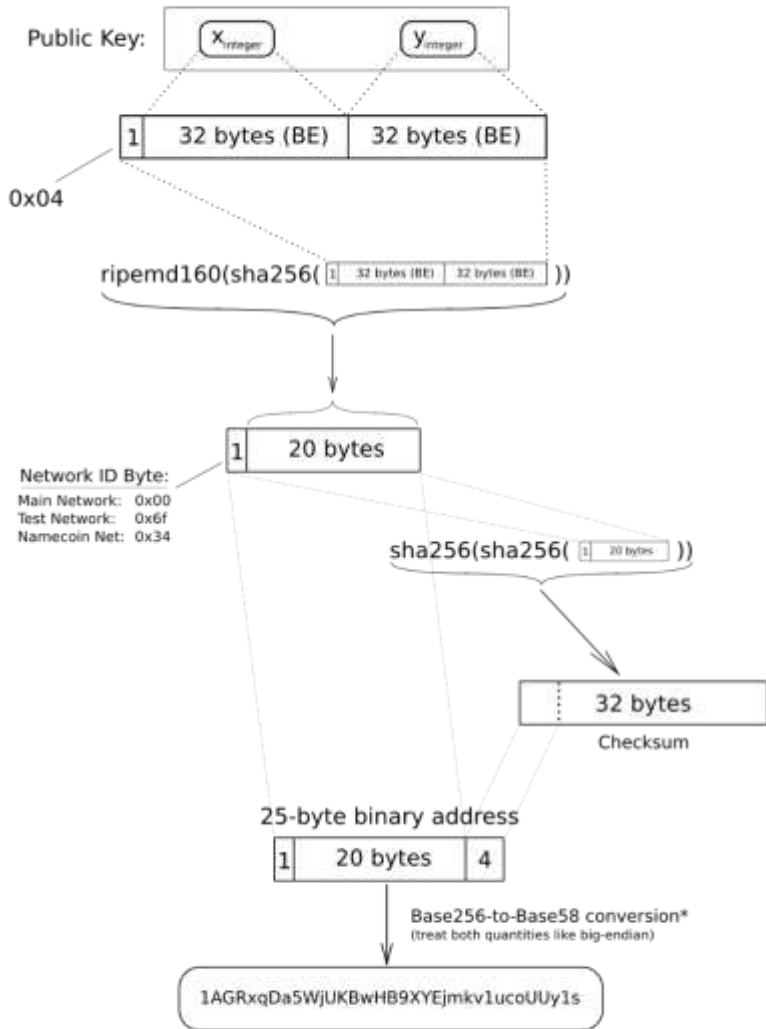 Public Key:
x integer
y integer
1
32 bytes (BE)
32 bytes (BE)
0x04
ripemd160(sha256( 1 32 bytes (BE) 32 bytes (BE) ))
1
20 bytes
Network ID Byte:
Main Network: 0x00
Test Network: 0x6f
Namecoin Net: 0x34
sha256(sha256( 1 20 bytes ))
32 bytes
Checksum
25-byte binary address
1
20 bytes
4
Base256-to-Base58 conversion*
(treat both quantities like big-endian)
1AGRxqDa5WjUKBwHB9XYEjmkv1ucoUUy1s